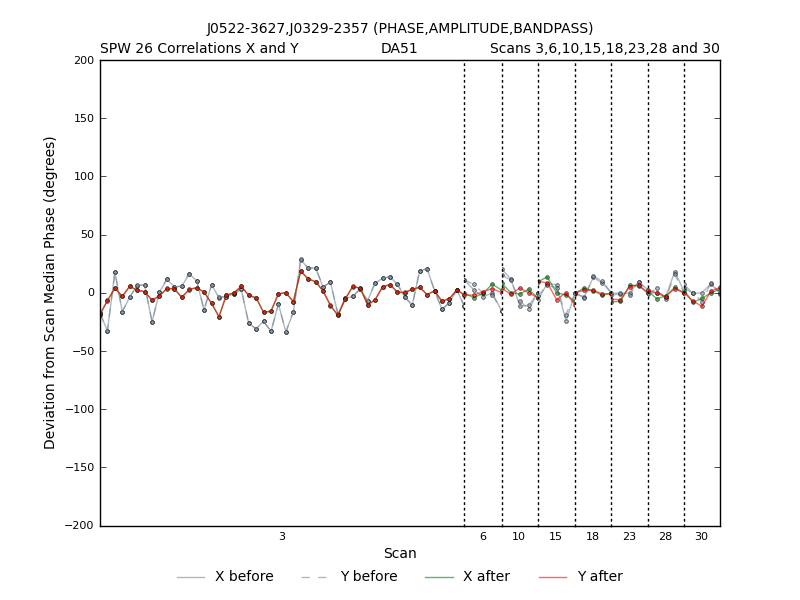 J0522-3627,J0329-2357 (PHASE,AMPLITUDE,BANDPASS)
SPW 26 Correlations X and Y DA51 Scans 3,6,10,15,18,23,28 and 30
200
150
100
50
0
−50
−100
−150
−200
Deviation from Scan Median Phase (degrees)
3 6 10 15 18 23 28 30
Scan
X before Y before X after Y after